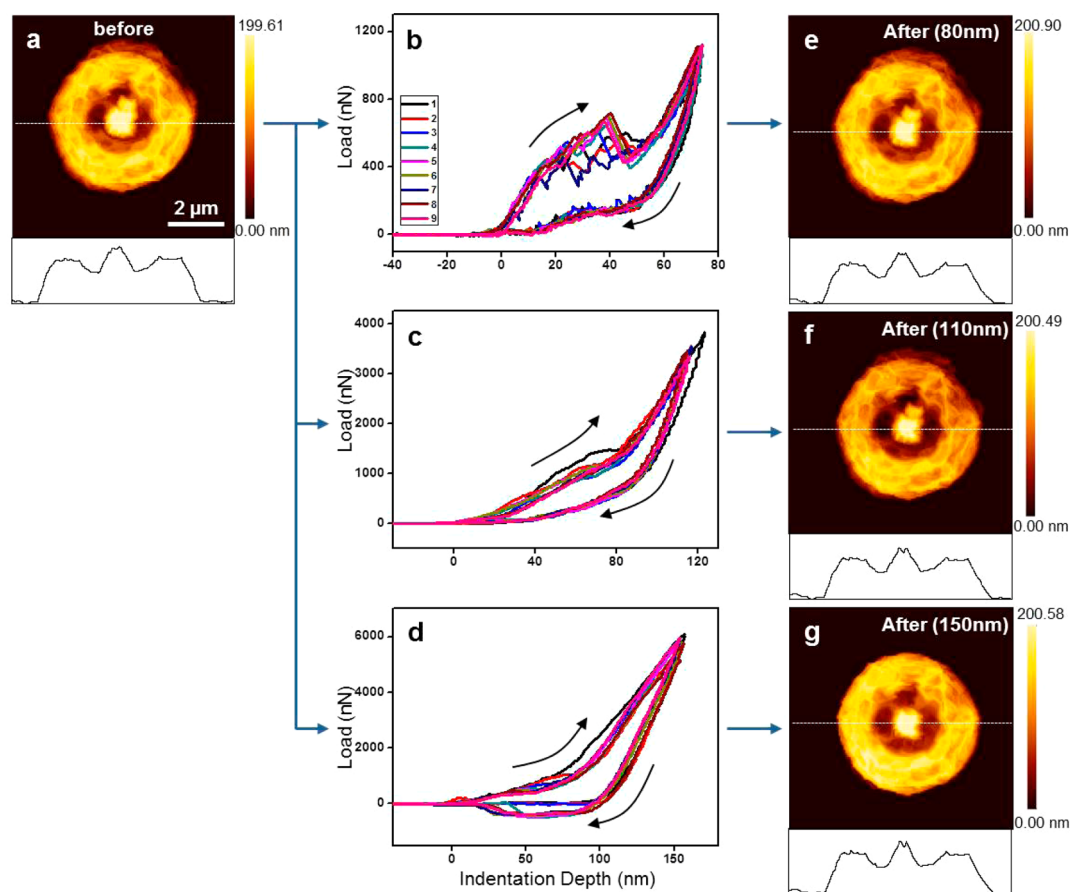 a
before
199.61
0.00 nm
2 µm
b
Load (nN)
1200
800
400
0
-40 -20 0 20 40 60 80
1
2
3
4
5
6
7
8
9
e
After (80nm)
200.90
0.00 nm
c
Load (nN)
4000
3000
2000
1000
0
0 40 80 120
f
After (110nm)
200.49
0.00 nm
d
Load (nN)
6000
4000
2000
0
0 50 100 150
Indentation Depth (nm)
g
After (150nm)
200.58
0.00 nm